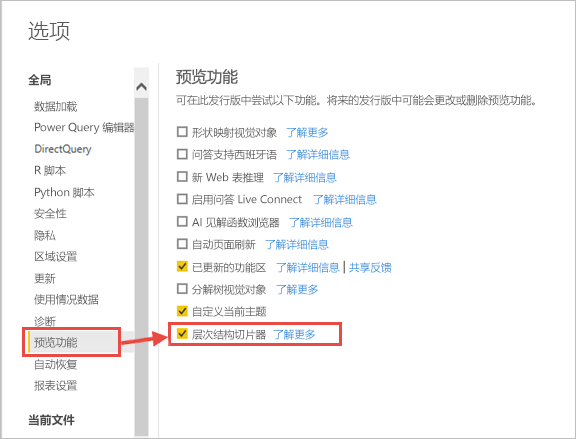 选项
全局
数据加载
Power Query 编辑器
DirectQuery
R 脚本
Python 脚本
安全性
隐私
区域设置
更新
使用情况数据
诊断
预览功能
自动恢复
报表设置
当前文件
预览功能
可在此发行版中尝试以下功能。将来的发行版中可能会更改或删除预览功能。
形状映射视觉对象 了解更多
问答支持西班牙语 了解详细信息
新 Web 表推理 了解详细信息
启用问答 Live Connect 了解详细信息
AI 见解函数浏览器 了解详细信息
自动页面刷新 了解详细信息
已更新的功能区 了解详细信息 | 共享反馈
分解树视觉对象 了解更多
自定义当前主题
层次结构切片器 了解更多